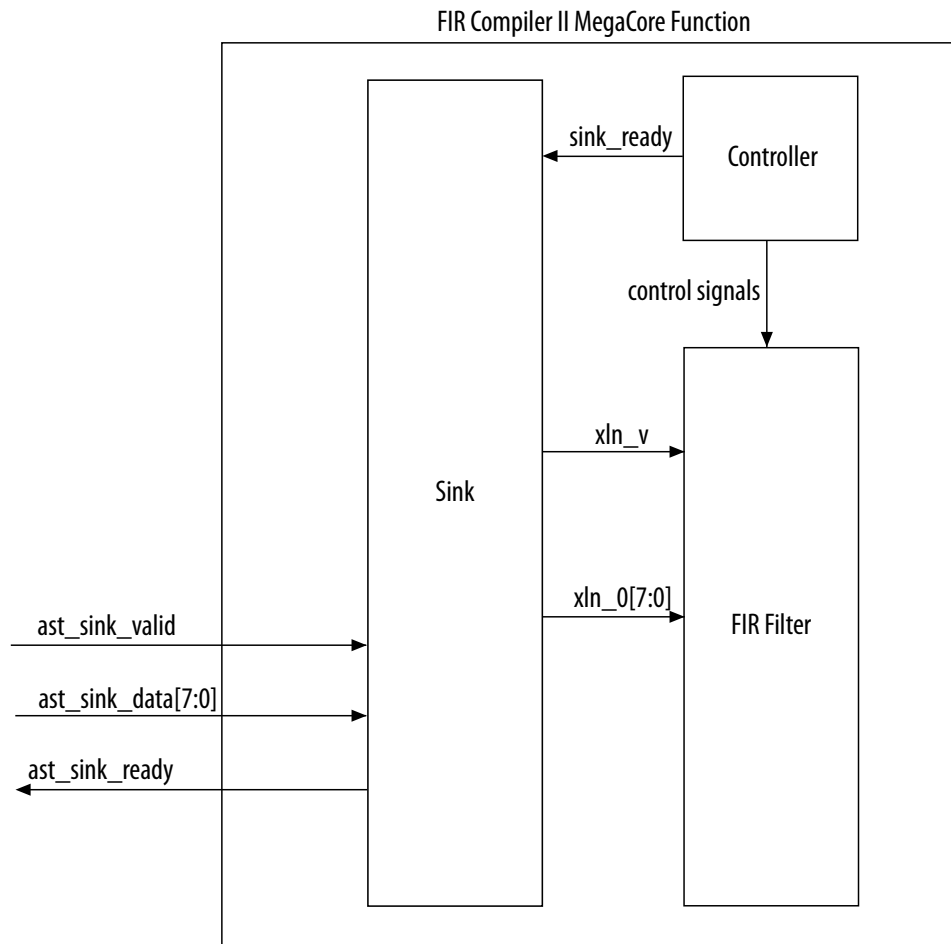 FIR Compiler II MegaCore Function
sink_ready
Controller
control signals
xln_v
Sink
xln_0[7:0]
FIR Filter
ast_sink_valid
ast_sink_data[7:0]
ast_sink_ready